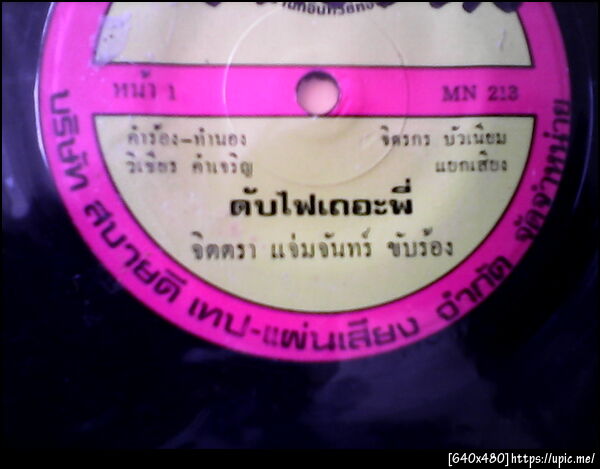 หน้า 1
MN 213
คำร้อง-ทำนอง
วิเชียร คำเจริญ
จิตรกร บัวเนียม
แยกเสียง
ดับไฟเถอะพี่
จิตตรา แจ่มจันทร์ ขับร้อง
บริษัท สบายดี เทป-แผ่นเสียง จำกัด จัดจำหน่าย
[640x480]https://upic.me/